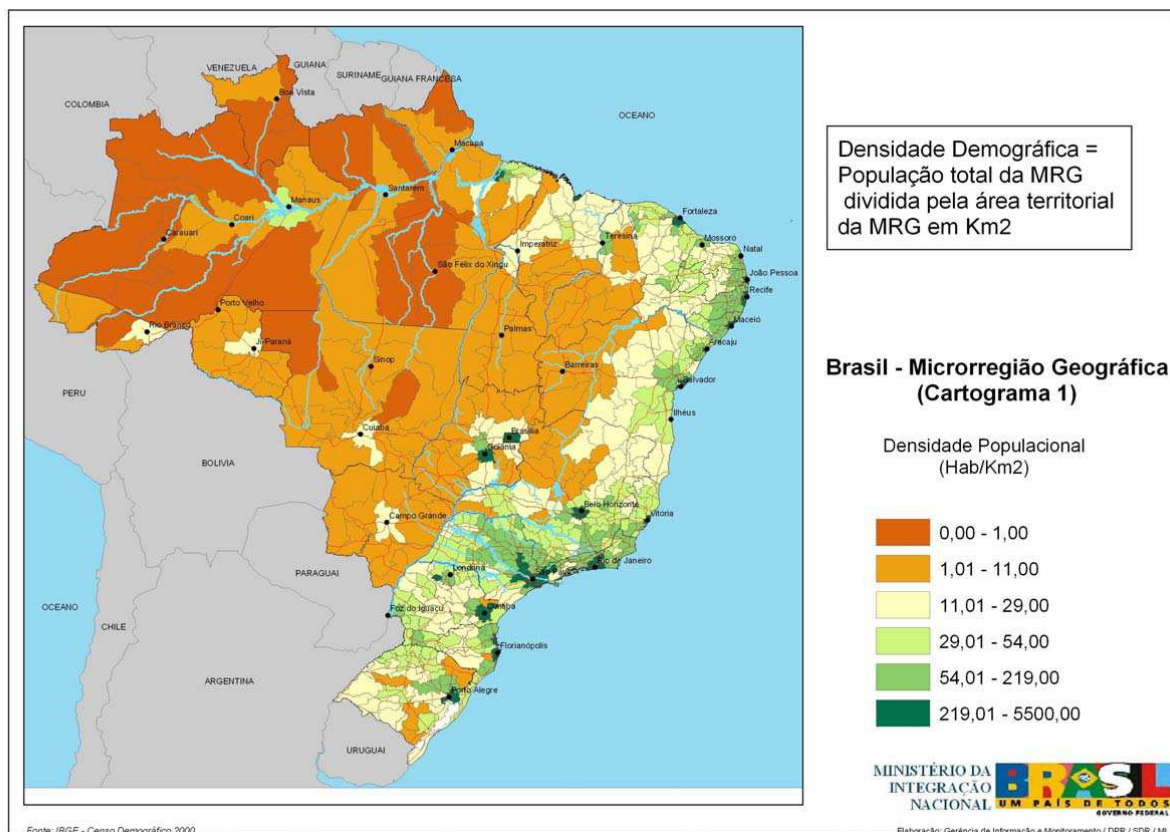 VENEZUELA
GUIANA
SURINAME
GUIANA FRANCESA
COLOMBIA
OCEANO
Boa Vista
Macapá
Manaus
Santarém
Coari
Carauari
São Félix do Xingu
Imperatriz
Teresina
Fortaleza
Mossoró
Natal
João Pessoa
Recife
Maceió
Aracaju
Porto Velho
Rio Branco
Ji-Paraná
Palmas
Sinop
Barreiras
Salvador
Ilhéus
PERU
BOLIVIA
Cuiabá
Brasília
Goiânia
Belo Horizonte
Vitória
Campo Grande
Rio de Janeiro
PARAGUAI
Londrina
Foz do Iguaçu
Curitiba
Florianópolis
OCEANO
CHILE
ARGENTINA
Porto Alegre
URUGUAI
Densidade Demográfica =
População total da MRG
dividida pela área territorial
da MRG em Km2
Brasil - Microrregião Geográfica
(Cartograma 1)
Densidade Populacional
(Hab/Km2)
0,00 - 1,00
1,01 - 11,00
11,01 - 29,00
29,01 - 54,00
54,01 - 219,00
219,01 - 5500,00
MINISTÉRIO DA
INTEGRAÇÃO
NACIONAL
BRASIL
UM PAÍS DE TODOS
GOVERNO FEDERAL
Fonte: IBGE - Censo Demográfico 2000
Elaboração: Gerência de Informação e Monitoramento / DPR / SDR / MI